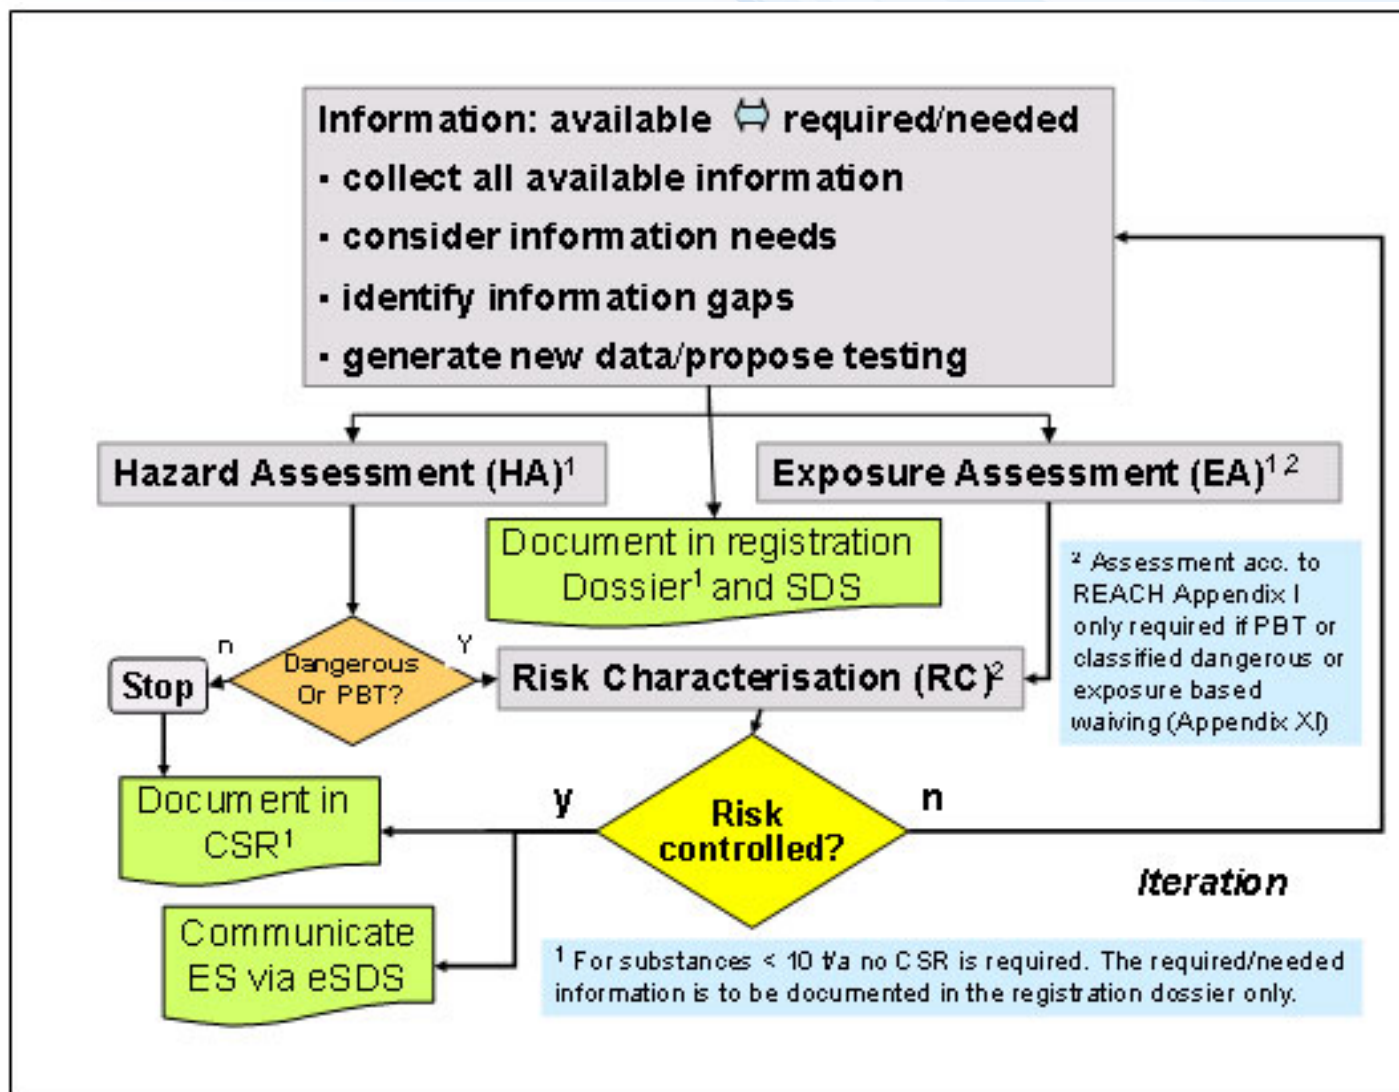 Information: available required/needed
▪ collect all available information
▪ consider information needs
▪ identify information gaps
▪ generate new data/propose testing
Hazard Assessment (HA)¹
Exposure Assessment (EA)¹ ²
Document in registration
Dossier¹ and SDS
² Assessment acc. to
REACH Appendix I
only required if PBT or
classified dangerous or
exposure based
waiving (Appendix XI)
n
Y
Dangerous
Or PBT?
Stop
Risk Characterisation (RC)²
Document in
CSR¹
y
n
Risk
controlled?
Iteration
Communicate
ES via eSDS
¹ For substances < 10 t/a no CSR is required. The required/needed
information is to be documented in the registration dossier only.